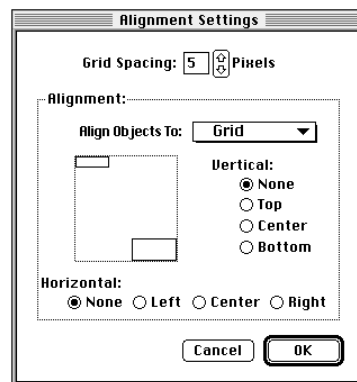 Alignment Settings
Grid Spacing: 5 Pixels
Alignment:
Align Objects To: Grid
Vertical:
None
Top
Center
Bottom
Horizontal:
None Left Center Right
Cancel OK